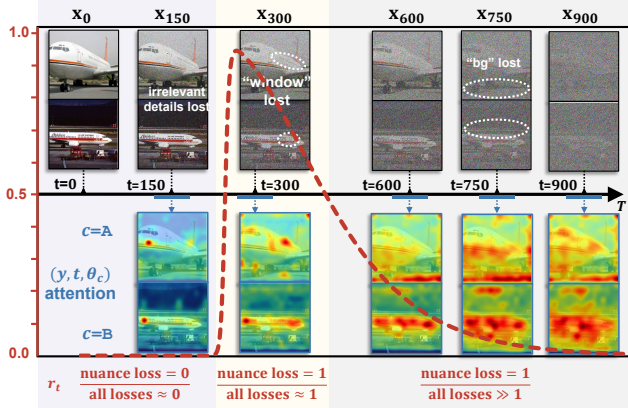 x₀ x₁₅₀ x₃₀₀ x₆₀₀ x₇₅₀ x₉₀₀
1.0
irrelevant
details lost
"window"
lost
"bg" lost
t=0 t=150 t=300 t=600 t=750 t=900
0.5
T
c=A
(y, t, θ_c)
attention
c=B
0.0
r_t
nuance loss = 0
all losses ≈ 0
nuance loss = 1
all losses ≈ 1
nuance loss = 1
all losses ≫ 1